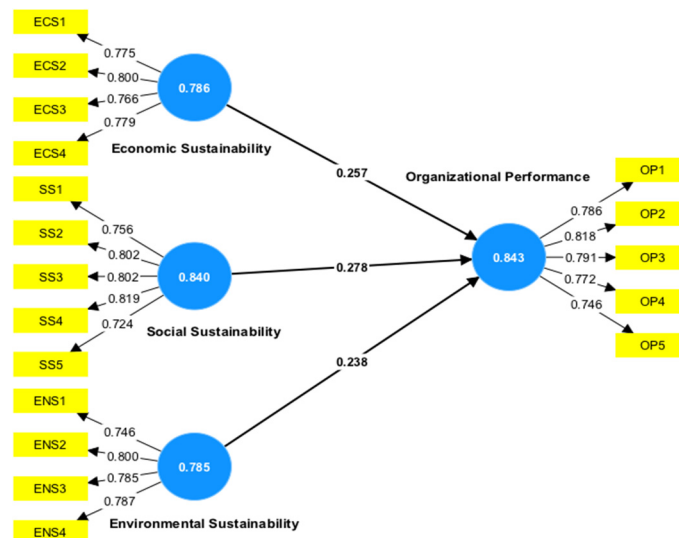 ECS1
0.775
ECS2
0.800
ECS3
0.766
0.779
ECS4
0.786
Economic Sustainability
SS1
0.756
SS2
0.802
SS3
0.802
SS4
0.819
0.724
SS5
0.840
Social Sustainability
ENS1
0.746
ENS2
0.800
ENS3
0.785
0.787
ENS4
0.785
Environmental Sustainability
0.257
0.278
0.238
Organizational Performance
0.843
OP1
0.786
OP2
0.818
OP3
0.791
0.772
OP4
0.746
OP5